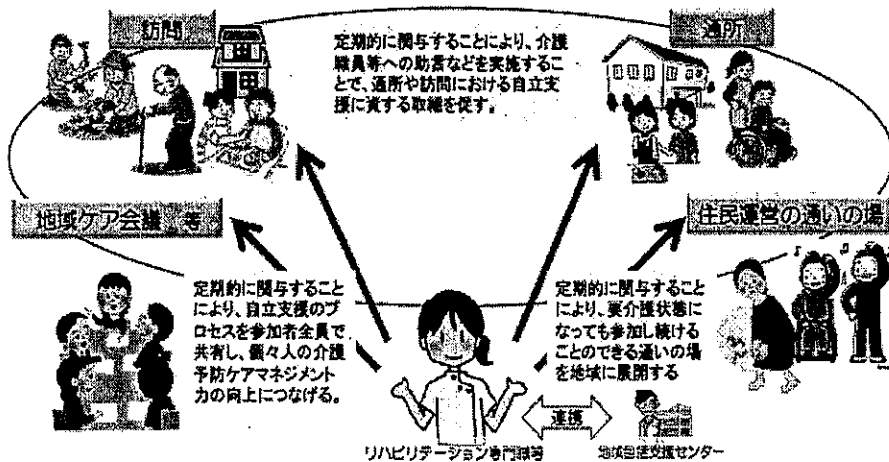 訪問
通所
定期的に関与することにより、介護
職員等への助言などを実施するこ
とで、通所や訪問における自立支
援に資する取組を促す。
地域ケア会議 等
住民運営の通いの場
定期的に関与すること
により、自立支援のプ
ロセスを参加者全員で
共有し、個々人の介護
予防ケアマネジメント
力の向上につなげる。
定期的に関与すること
により、要介護状態に
なっても参加し続ける
ことのできる通いの場
を地域に展開する
連携
リハビリテーション専門職等
地域包括支援センター